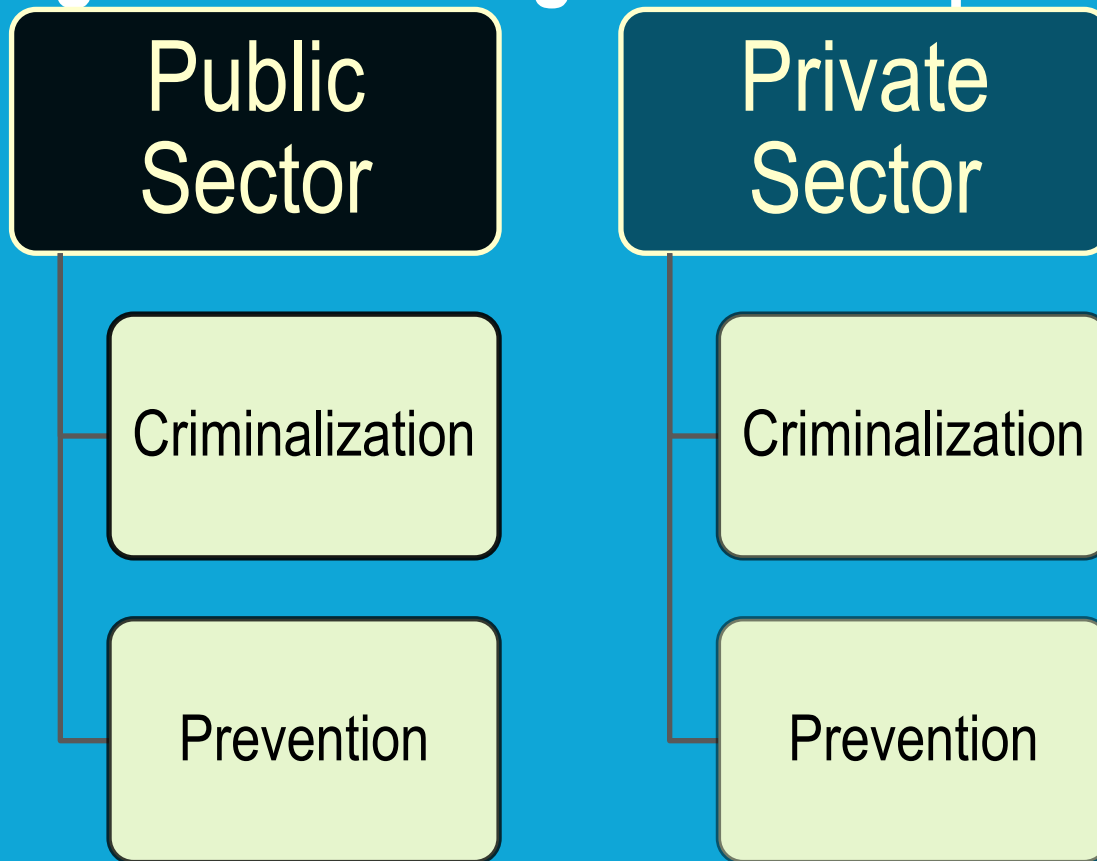 Public
Sector
Criminalization
Prevention
Private
Sector
Criminalization
Prevention